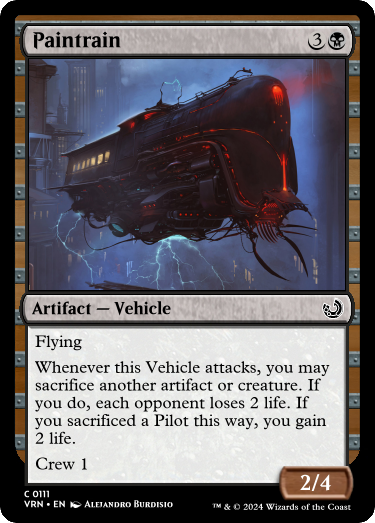 Paintrain 3
Artifact — Vehicle
Flying
Whenever this Vehicle attacks, you may
sacrifice another artifact or creature. If
you do, each opponent loses 2 life. If
you sacrificed a Pilot this way, you gain
2 life.
Crew 1
2/4
C 0111
VRN • EN Alejandro Burdisio
™ & © 2024 Wizards of the Coast